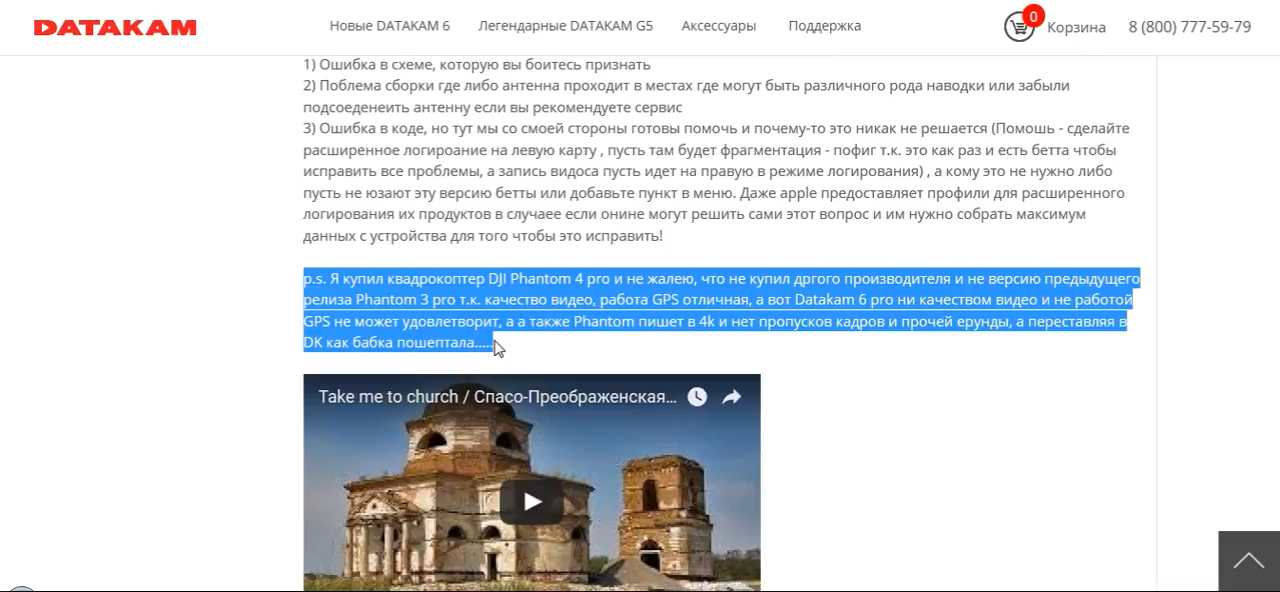 DATAKAM
Новые DATAKAM 6 Легендарные DATAKAM G5 Аксессуары Поддержка
0
Корзина 8 (800) 777-59-79
1) Ошибка в схеме, которую вы боитесь признать
2) Поблема сборки где либо антенна проходит в местах где могут быть различного рода наводки или забыли
подсоеденеить антенну если вы рекомендуете сервис
3) Ошибка в коде, но тут мы со смоей стороны готовы помочь и почему-то это никак не решается (Помошь - сделайте
расширенное логироание на левую карту , пусть там будет фрагментация - пофиг т.к. это как раз и есть бетта чтобы
исправить все проблемы, а запись видоса пусть идет на правую в режиме логирования) , а кому это не нужно либо
пусть не юзают эту версию бетты или добавьте пункт в меню. Даже apple предоставляет профили для расширенного
логирования их продуктов в случаее если онине могут решить сами этот вопрос и им нужно собрать максимум
данных с устройства для того чтобы это исправить!
p.s. Я купил квадрокоптер DJI Phantom 4 pro и не жалею, что не купил дргого производителя и не версию предыдущего
релиза Phantom 3 pro т.к. качество видео, работа GPS отличная, а вот Datakam 6 pro ни качеством видео и не работой
GPS не может удовлетворит, а а также Phantom пишет в 4k и нет пропусков кадров и прочей ерунды, а переставляя в
DK как бабка пошептала.....
Take me to church / Спасо-Преображенская...